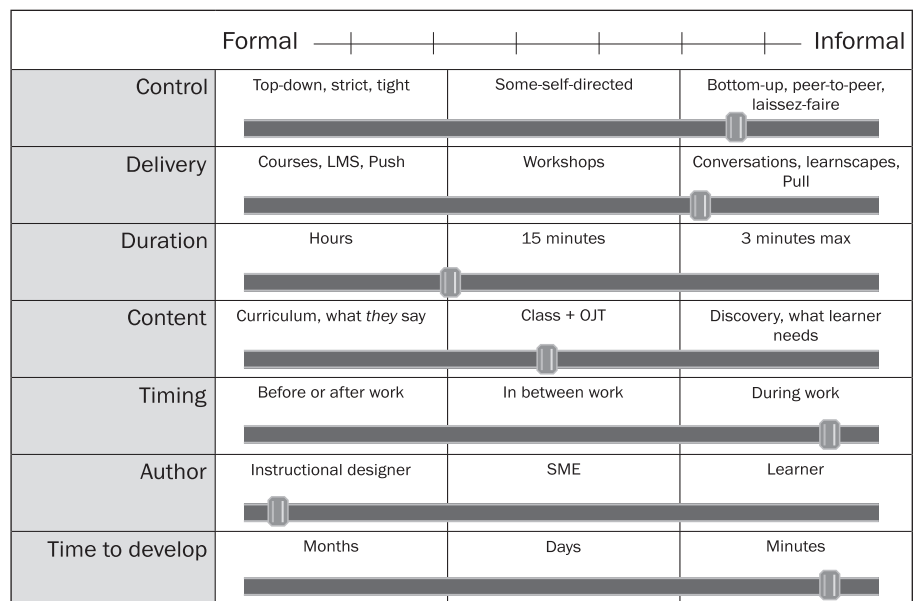 Formal Informal
Control Top-down, strict, tight Some-self-directed Bottom-up, peer-to-peer,
laissez-faire
Delivery Courses, LMS, Push Workshops Conversations, learnscapes,
Pull
Duration Hours 15 minutes 3 minutes max
Content Curriculum, what they say Class + OJT Discovery, what learner
needs
Timing Before or after work In between work During work
Author Instructional designer SME Learner
Time to develop Months Days Minutes